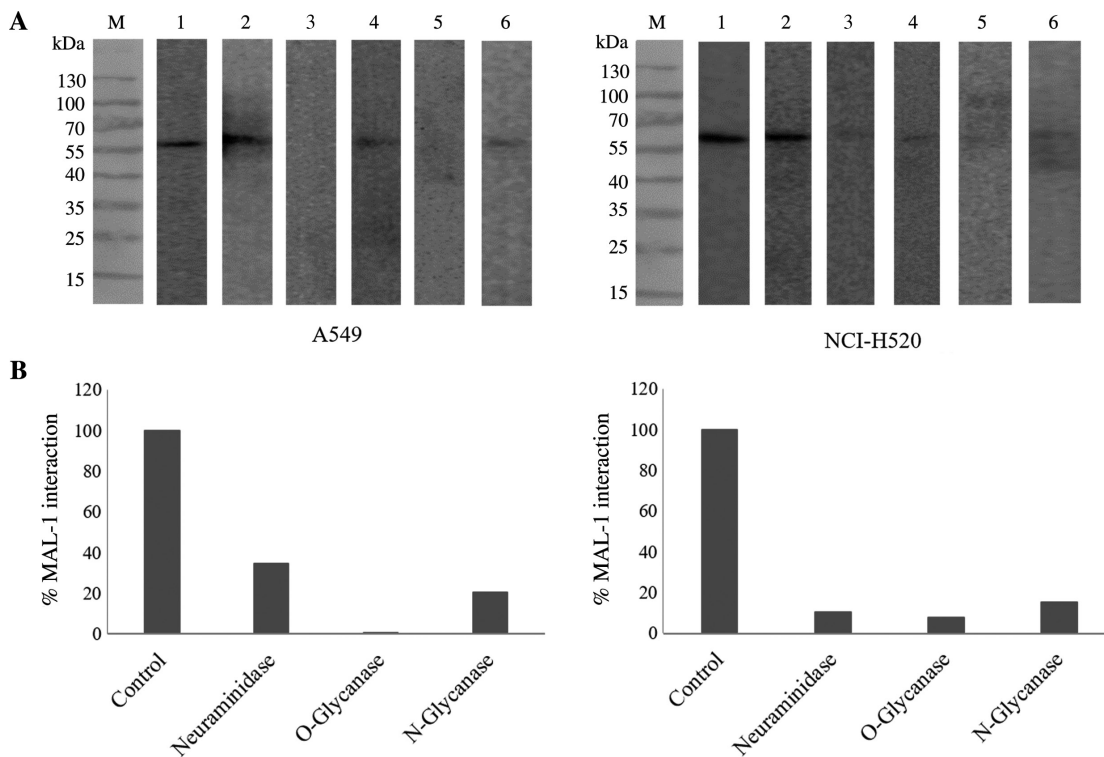 A
M 1 2 3 4 5 6
kDa
130
100
70
55
40
35
25
15
A549
M 1 2 3 4 5 6
kDa
130
100
70
55
40
35
25
15
NCI-H520
B
% MAL-1 interaction
120
100
80
60
40
20
0
Control
Neuraminidase
O-Glycanase
N-Glycanase
% MAL-1 interaction
120
100
80
60
40
20
0
Control
Neuraminidase
O-Glycanase
N-Glycanase